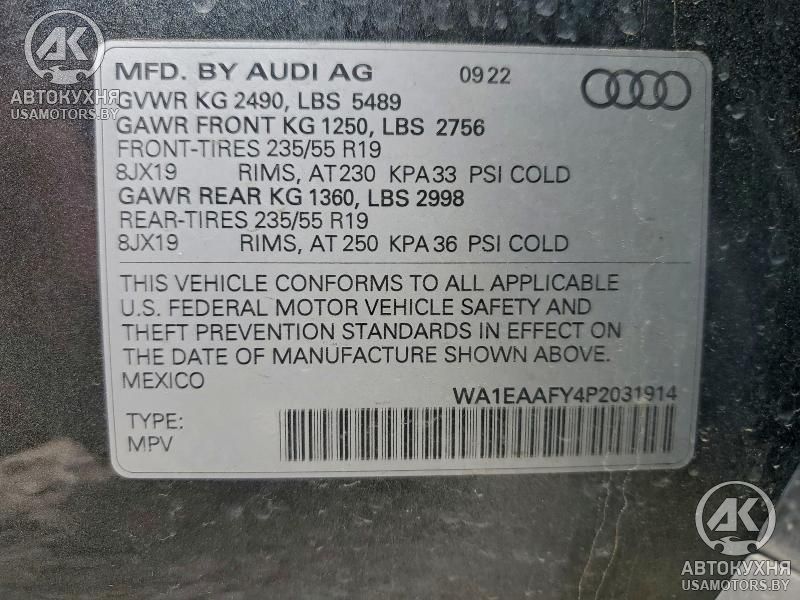 AK
АВТОКУХНЯ
USAMOTORS.BY
MFD. BY AUDI AG 0922
GVWR KG 2490, LBS 5489
GAWR FRONT KG 1250, LBS 2756
FRONT-TIRES 235/55 R19
8JX19 RIMS, AT 230 KPA 33 PSI COLD
GAWR REAR KG 1360, LBS 2998
REAR-TIRES 235/55 R19
8JX19 RIMS, AT 250 KPA 36 PSI COLD
THIS VEHICLE CONFORMS TO ALL APPLICABLE
U.S. FEDERAL MOTOR VEHICLE SAFETY AND
THEFT PREVENTION STANDARDS IN EFFECT ON
THE DATE OF MANUFACTURE SHOWN ABOVE.
MEXICO
WA1EAAFY4P2031914
TYPE:
MPV
AK
АВТОКУХНЯ
USAMOTORS.BY